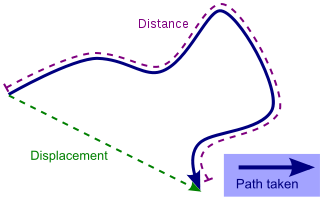 Distance
Displacement
Path taken